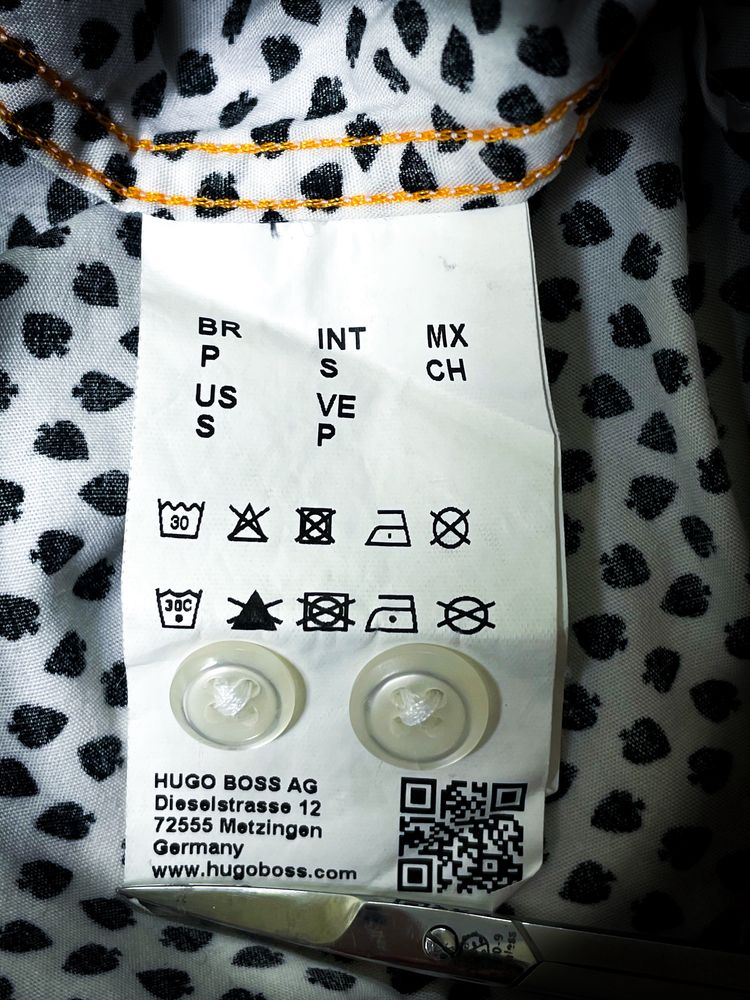 BR INT MX
P S CH
US VE
S P
30
30C
HUGO BOSS AG
Dieselstrasse 12
72555 Metzingen
Germany
www.hugoboss.com